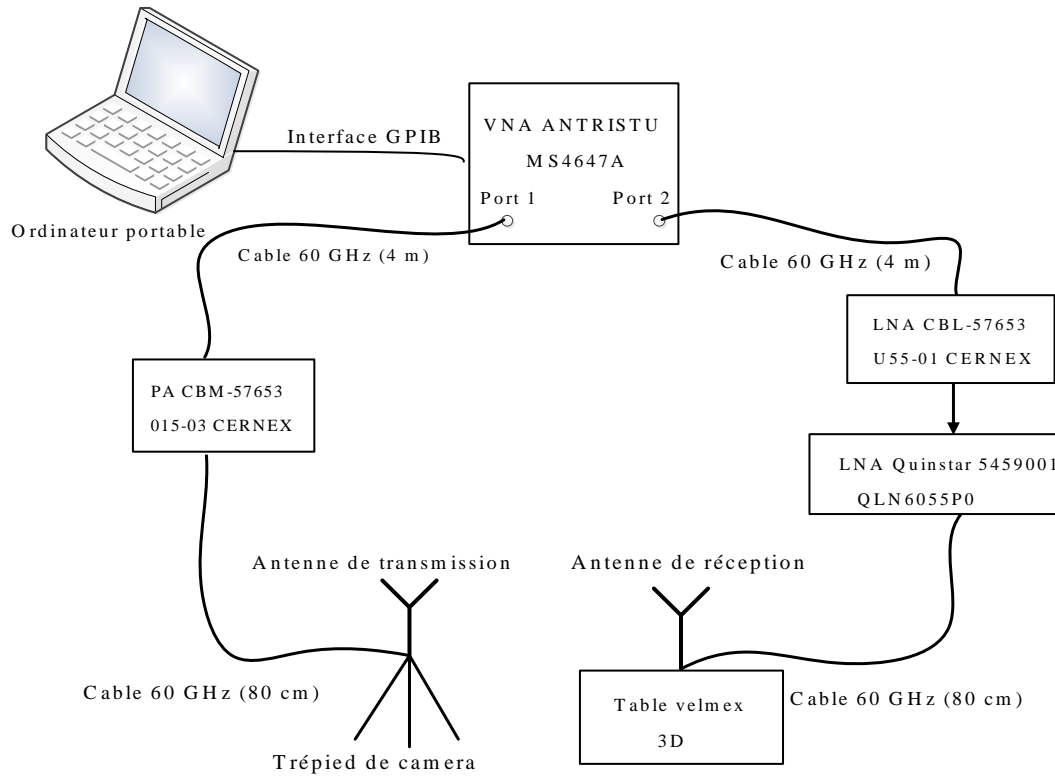 VNA ANTRISTU
MS4647A
Interface GPIB
Port 1
Port 2
Ordinateur portable
Cable 60 GHz (4 m)
Cable 60 GHz (4 m)
LNA CBL-57653
U55-01 CERNEX
PA CBM-57653
015-03 CERNEX
LNA Quinstar 5459001
QLN6055P0
Antenne de transmission
Antenne de réception
Cable 60 GHz (80 cm)
Cable 60 GHz (80 cm)
Table velmex
3D
Trépied de camera